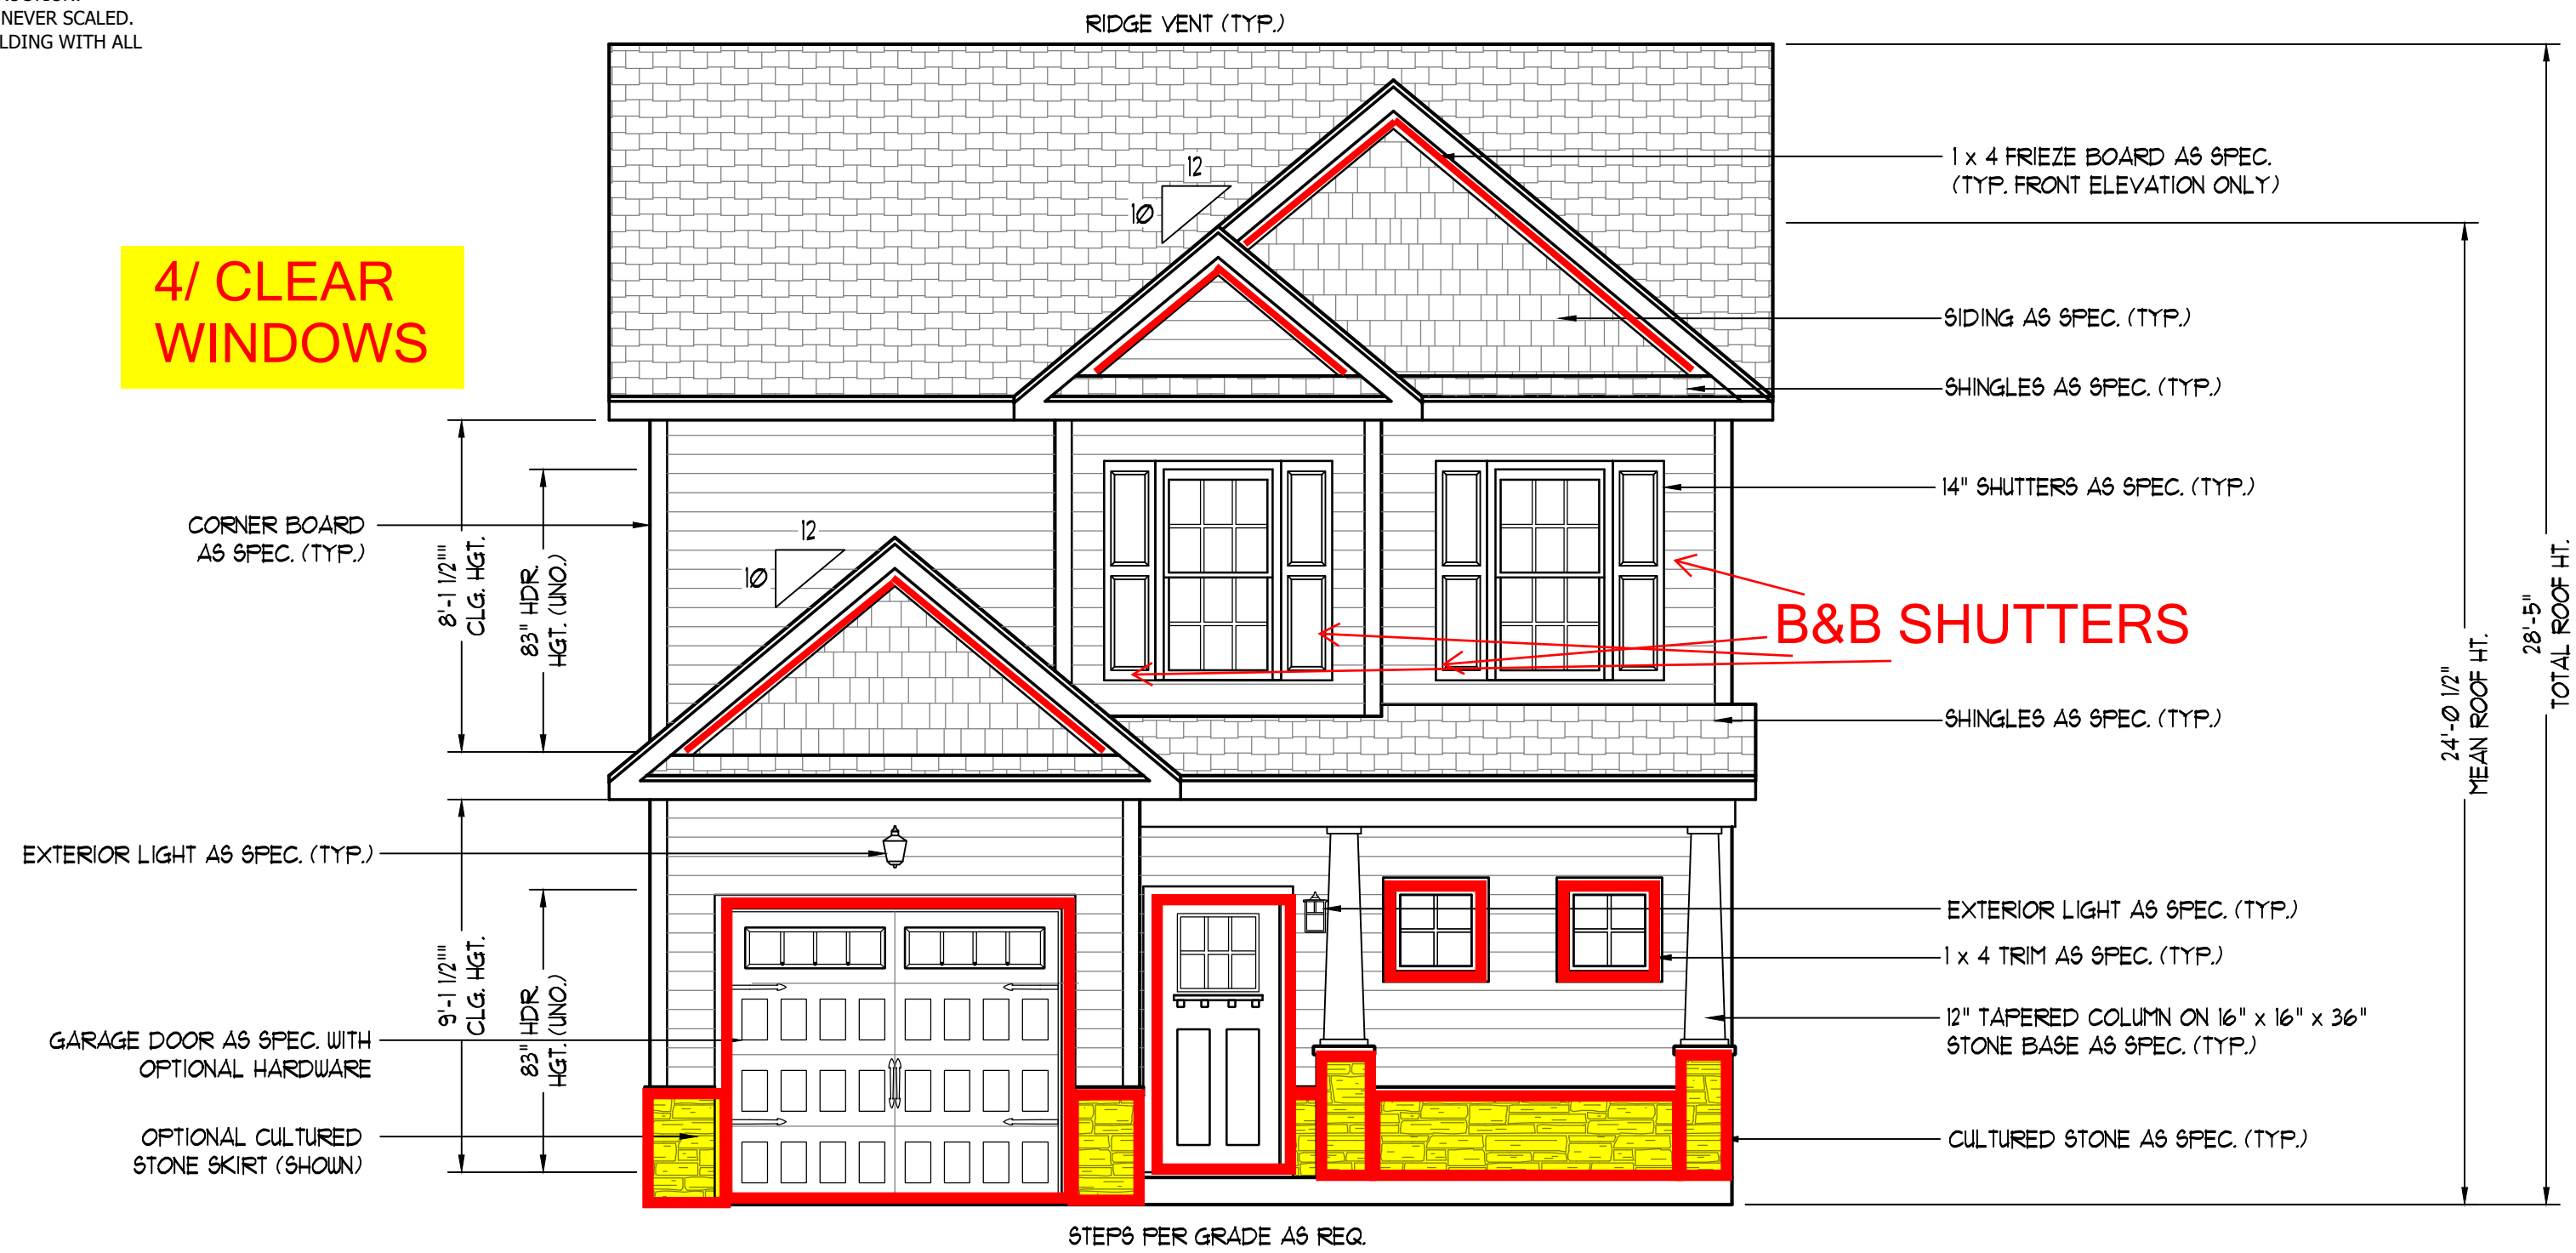 NEVER SCALED.
LDING WITH ALL
RIDGE VENT (TYP.)
4/ CLEAR
WINDOWS
12
10
1 x 4 FRIEZE BOARD AS SPEC.
(TYP. FRONT ELEVATION ONLY)
SIDING AS SPEC. (TYP.)
SHINGLES AS SPEC. (TYP.)
14" SHUTTERS AS SPEC. (TYP.)
CORNER BOARD
AS SPEC. (TYP.)
8'-1 1/2""
CLG. HGT.
83" HDR.
HGT. (UNO.)
12
10
B&B SHUTTERS
SHINGLES AS SPEC. (TYP.)
24'-0 1/2"
MEAN ROOF HT.
28'-5"
TOTAL ROOF HT.
EXTERIOR LIGHT AS SPEC. (TYP.)
9'-1 1/2""
CLG. HGT.
83" HDR.
HGT. (UNO.)
GARAGE DOOR AS SPEC. WITH
OPTIONAL HARDWARE
OPTIONAL CULTURED
STONE SKIRT (SHOWN)
EXTERIOR LIGHT AS SPEC. (TYP.)
1 x 4 TRIM AS SPEC. (TYP.)
12" TAPERED COLUMN ON 16" x 16" x 36"
STONE BASE AS SPEC. (TYP.)
CULTURED STONE AS SPEC. (TYP.)
STEPS PER GRADE AS REQ.